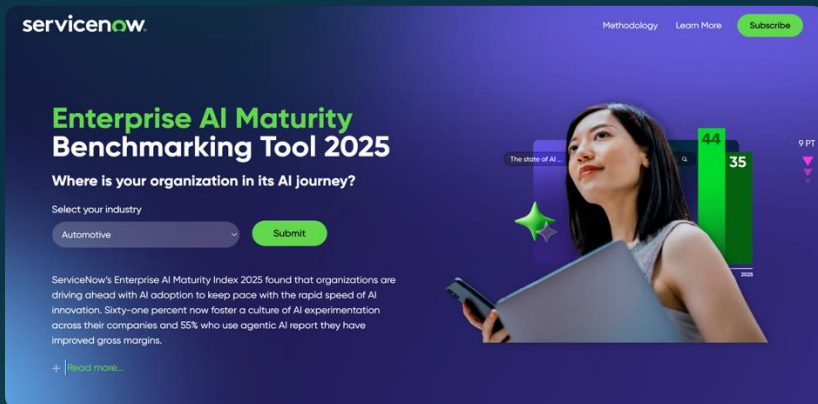 servicenow.
Methodology
Learn More
Subscribe
Enterprise AI Maturity
Benchmarking Tool 2025
Where is your organization in its AI journey?
Select your industry
Automotive
Submit
ServiceNow's Enterprise AI Maturity Index 2025 found that organizations are
driving ahead with AI adoption to keep pace with the rapid speed of AI
innovation. Sixty-one percent now foster a culture of AI experimentation
across their companies and 55% who use agentic AI report they have
improved gross margins.
+ Read more...
The state of AI ...
44
35
9 PT
2025